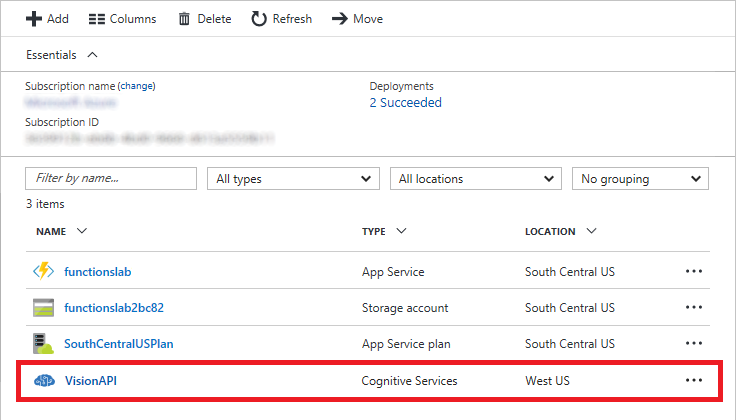 Add Columns Delete Refresh Move
Essentials
Subscription name (change) Deployments
2 Succeeded
Subscription ID
Filter by name... All types All locations No grouping
3 items
NAME TYPE LOCATION
functionslab App Service South Central US ...
functionslab2bc82 Storage account South Central US ...
SouthCentralUSPlan App Service plan South Central US ...
VisionAPI Cognitive Services West US ...